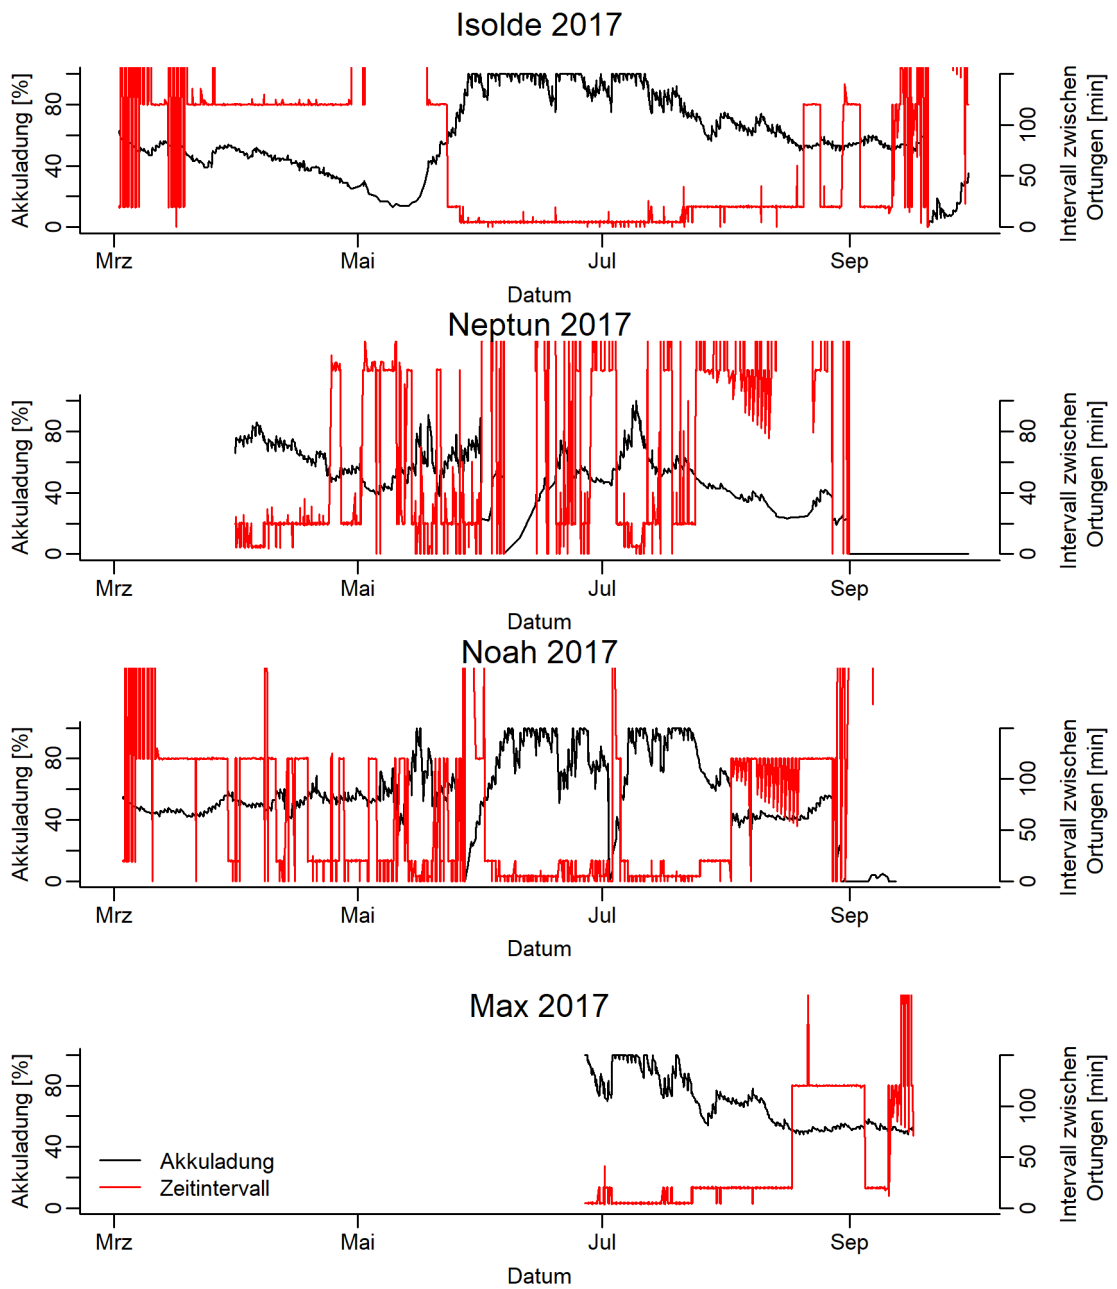 Isolde 2017
Akkuladung [%]
0 40 80
Intervall zwischen
Ortungen [min]
0 50 100
Mrz Mai Jul Sep
Datum
Neptun 2017
Akkuladung [%]
0 40 80
Intervall zwischen
Ortungen [min]
0 40 80
Mrz Mai Jul Sep
Datum
Noah 2017
Akkuladung [%]
0 40 80
Intervall zwischen
Ortungen [min]
0 50 100
Mrz Mai Jul Sep
Datum
Max 2017
Akkuladung [%]
0 40 80
Akkuladung
Zeitintervall
Intervall zwischen
Ortungen [min]
0 50 100
Mrz Mai Jul Sep
Datum